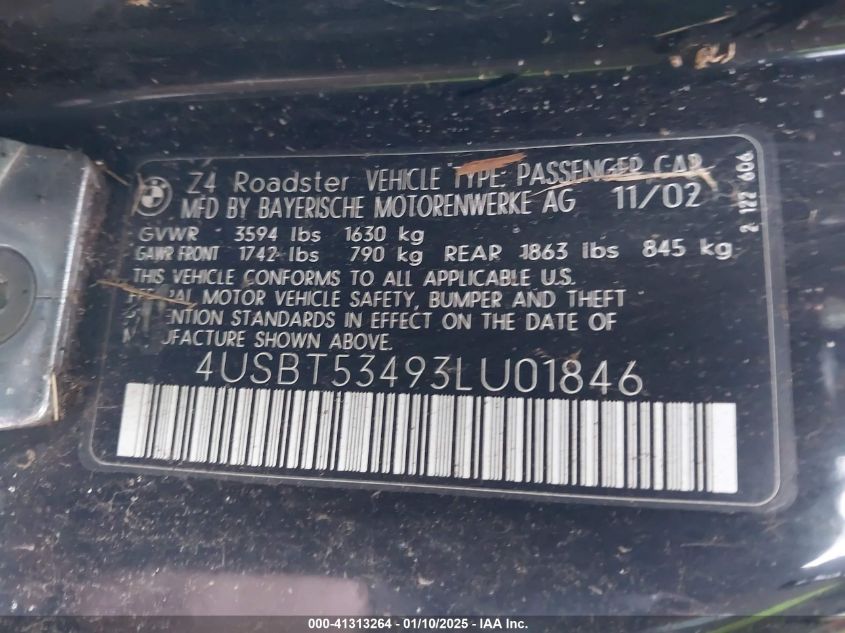 Z4 Roadster VEHICLE TYPE: PASSENGER CAR
MFD BY BAYERISCHE MOTORENWERKE AG 11/02
GVWR 3594 lbs 1630 kg
GAWR FRONT 1742 lbs 790 kg REAR 1863 lbs 845 kg
THIS VEHICLE CONFORMS TO ALL APPLICABLE U.S.
MOTOR VEHICLE SAFETY, BUMPER AND THEFT
STANDARDS IN EFFECT ON THE DATE OF
SHOWN ABOVE.
4USBT53493LU01846
2 122 606
000-41313264 / 01/10/2025 / IAA Inc.